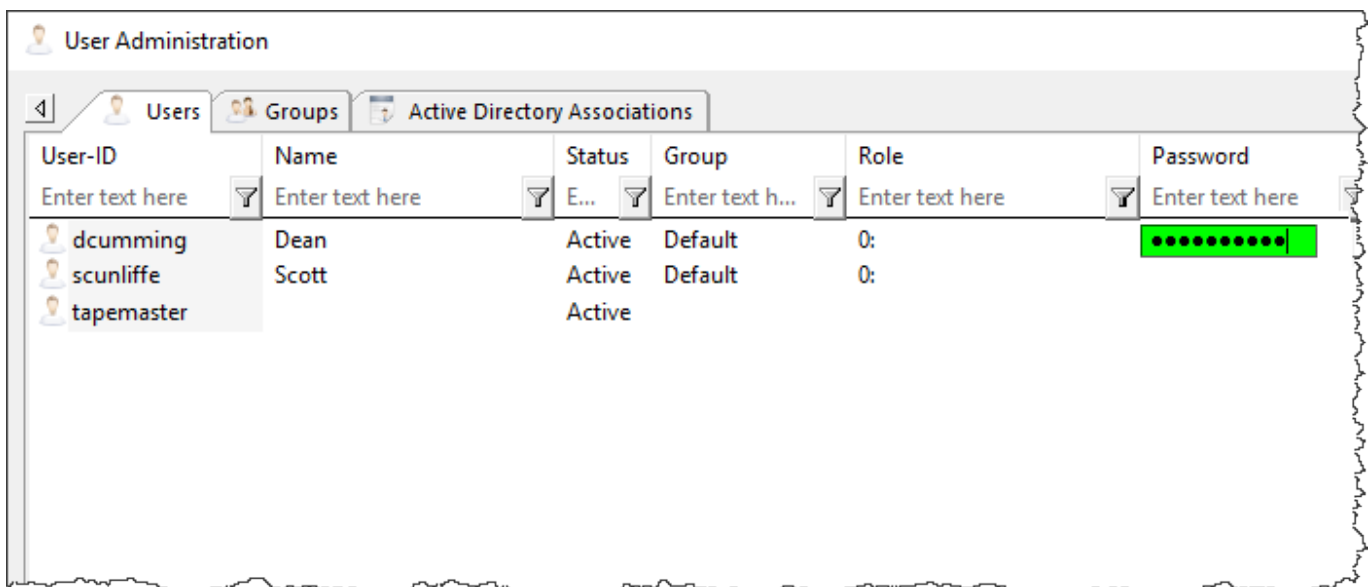 User Administration
Users Groups Active Directory Associations
User-ID Name Status Group Role Password
Enter text here Enter text here E... Enter text h... Enter text here Enter text here
dcumming Dean Active Default 0: ●●●●●●●●●●
scunliffe Scott Active Default 0:
tapemaster Active